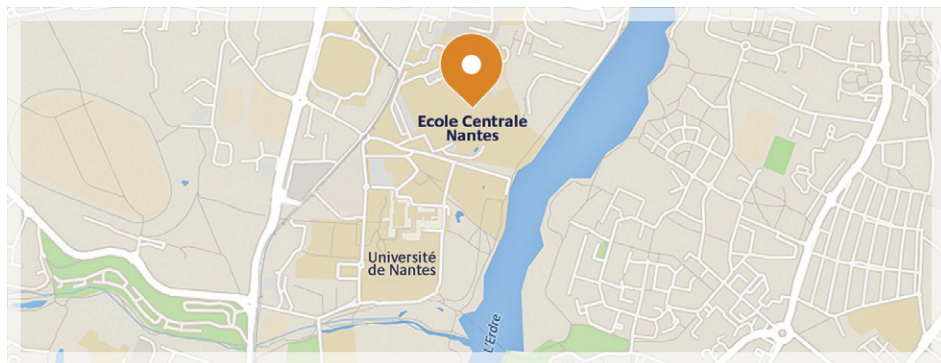 Ecole Centrale
Nantes
Université
de Nantes
L'Erdre